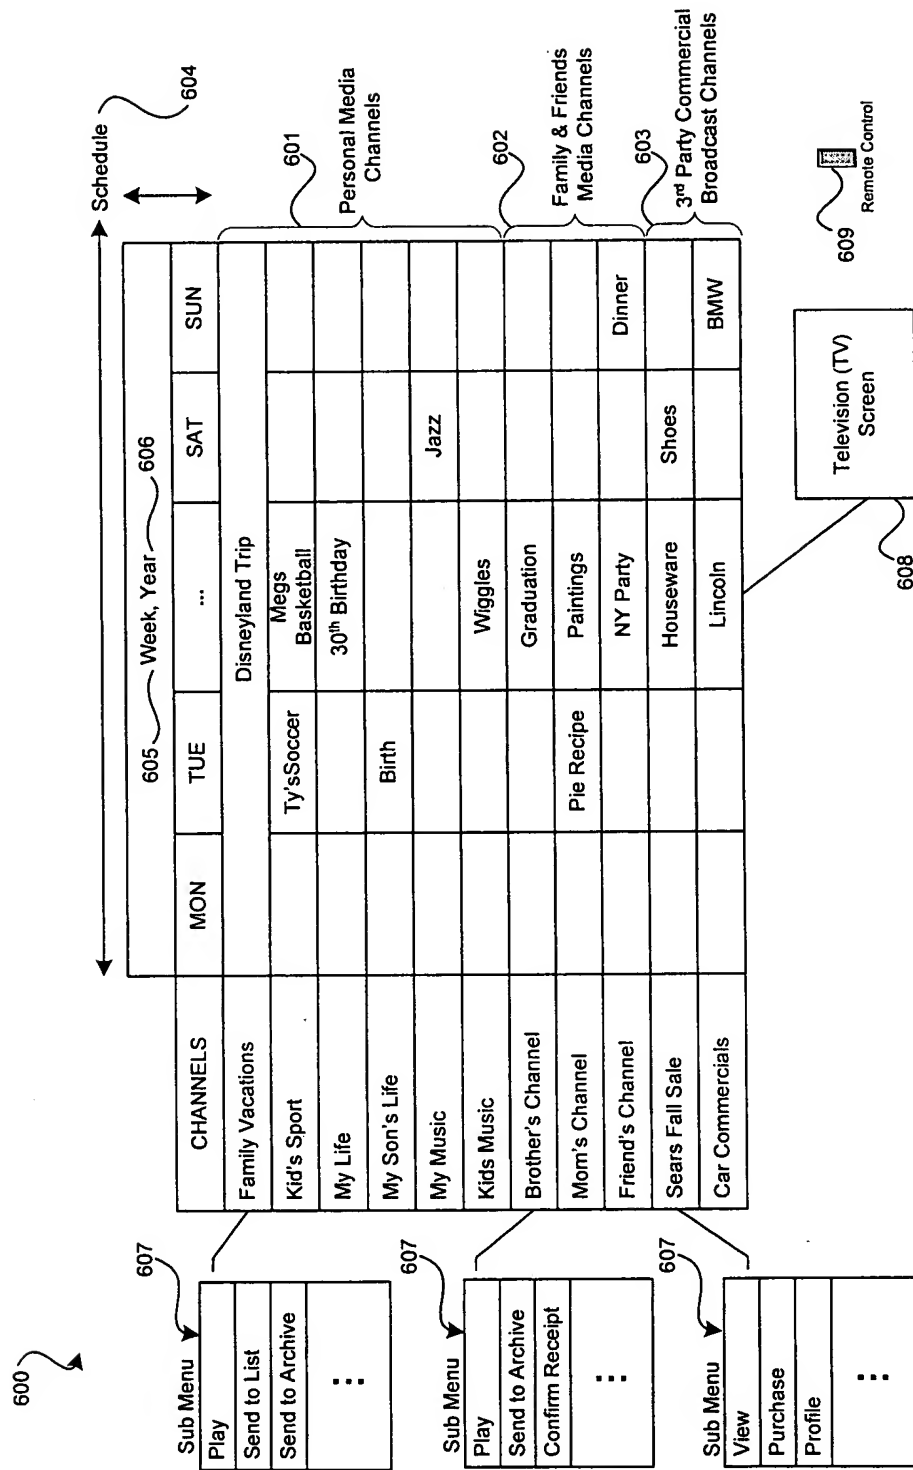 600
Schedule
604
605 Week, Year 606
CHANNELS MON TUE ... SAT SUN
Family Vacations Disneyland Trip
Kid's Sport Ty'sSoccer Megs Basketball
My Life 30th Birthday
My Son's Life Birth
My Music Jazz
Kids Music Wiggles
Brother's Channel Graduation
Mom's Channel Pie Recipe Paintings
Friend's Channel NY Party Dinner
Sears Fall Sale Houseware Shoes
Car Commercials Lincoln BMW
601
Personal Media
Channels
602
Family & Friends
Media Channels
603
3rd Party Commercial
Broadcast Channels
Sub Menu
607
Play
Send to List
Send to Archive
...
Sub Menu
607
Play
Send to Archive
Confirm Receipt
...
Sub Menu
607
View
Purchase
Profile
...
Television (TV)
Screen
608
609
Remote Control